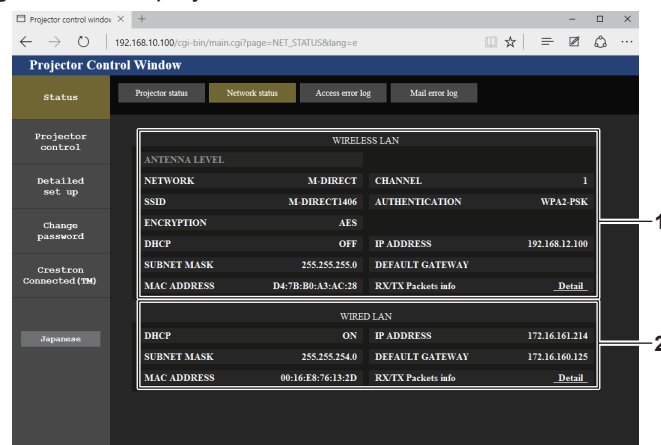 Projector control window
192.168.10.100/cgi-bin/main.cgi?page=NET_STATUS&lang=e
Projector Control Window
Status
Projector status
Network status
Access error log
Mail error log
Projector control
Detailed set up
Change password
Crestron Connected(TM)
Japanese
WIRELESS LAN
ANTENNA LEVEL
NETWORK M-DIRECT CHANNEL 1
SSID M-DIRECT1406 AUTHENTICATION WPA2-PSK
ENCRYPTION AES
DHCP OFF IP ADDRESS 192.168.12.100
SUBNET MASK 255.255.255.0 DEFAULT GATEWAY
MAC ADDRESS D4:7B:B0:A3:AC:28 RX/TX Packets info Detail
1
WIRED LAN
DHCP ON IP ADDRESS 172.16.161.214
SUBNET MASK 255.255.254.0 DEFAULT GATEWAY 172.16.160.125
MAC ADDRESS 00:16:E8:76:13:2D RX/TX Packets info Detail
2